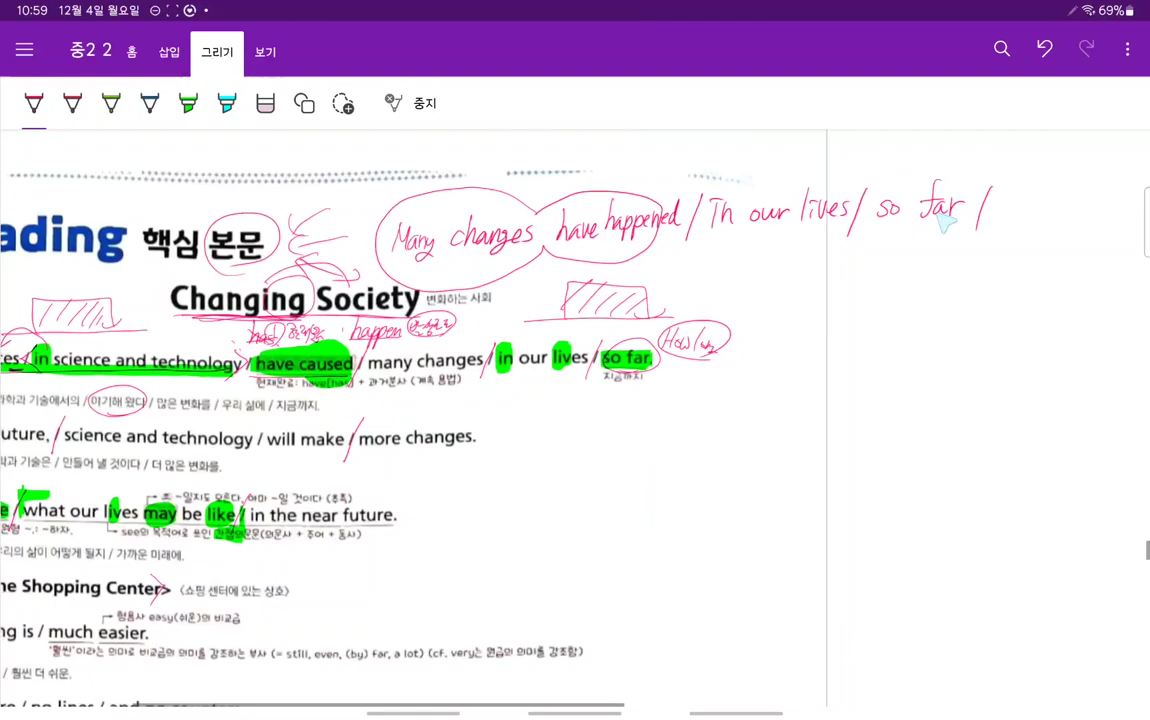 10:59 12월 4일 월요일 69%
중2 2 홈 삽입 그리기 보기
중지
Many changes have happened / In our lives / so far /
ading 핵심 본문
Changing Society 변화하는 사회
happen
How/
ces in science and technology / have caused / many changes / in our lives / so far.
현재완료: have[has] + 과거분사 (계속 용법) 지금까지
과학과 기술에서의 / 야기해 왔다 / 많은 변화를 / 우리 삶에 / 지금까지.
uture, / science and technology / will make / more changes.
학과 기술은 / 만들어 낼 것이다 / 더 많은 변화를.
조 ~일지도 모른다, 아마 ~일 것이다 (추측)
e / what our lives may be like / in the near future.
원형 ~.: ~하자. see의 목적어로 쓰인 간접의문문(의문사 + 주어 + 동사)
우리의 삶이 어떻게 될지 / 가까운 미래에.
he Shopping Center> <쇼핑 센터에 있는 상호>
형용사 easy(쉬운)의 비교급
ng is / much easier.
'훨씬'이라는 의미로 비교급의 의미를 강조하는 부사 (= still, even, (by) far, a lot) (cf. very는 원급의 의미를 강조함)
/ 훨씬 더 쉬운.